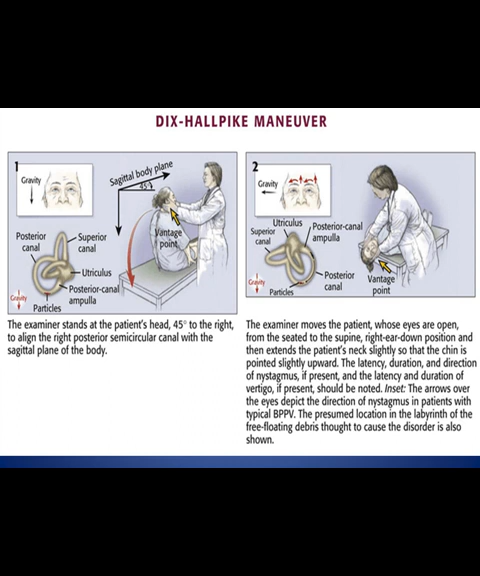 DIX-HALLPIKE MANEUVER
1
Gravity
Sagittal body plane
45°
Vantage
point
Posterior
canal
Superior
canal
Utriculus
Posterior-canal
ampulla
Particles
Gravity
The examiner stands at the patient's head, 45° to the right,
to align the right posterior semicircular canal with the
sagittal plane of the body.
2
Gravity
Utriculus
Superior
canal
Posterior-canal
ampulla
Posterior
canal
Particles
Gravity
Vantage
point
The examiner moves the patient, whose eyes are open,
from the seated to the supine, right-ear-down position and
then extends the patient's neck slightly so that the chin is
pointed slightly upward. The latency, duration, and direction
of nystagmus, if present, and the latency and duration of
vertigo, if present, should be noted. Inset: The arrows over
the eyes depict the direction of nystagmus in patients with
typical BPPV. The presumed location in the labyrinth of the
free-floating debris thought to cause the disorder is also
shown.